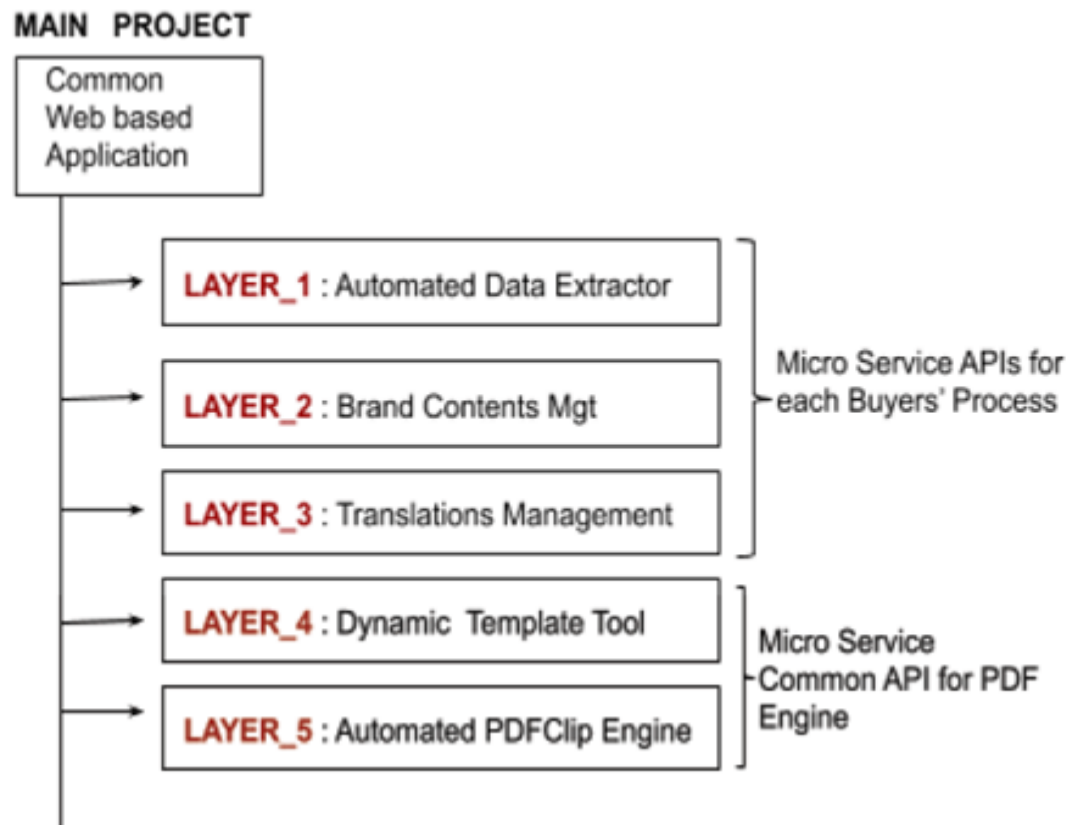 MAIN PROJECT
Common
Web based
Application
LAYER_1 : Automated Data Extractor
LAYER_2 : Brand Contents Mgt
LAYER_3 : Translations Management
Micro Service APIs for
each Buyers' Process
LAYER_4 : Dynamic Template Tool
LAYER_5 : Automated PDFClip Engine
Micro Service
Common API for PDF
Engine